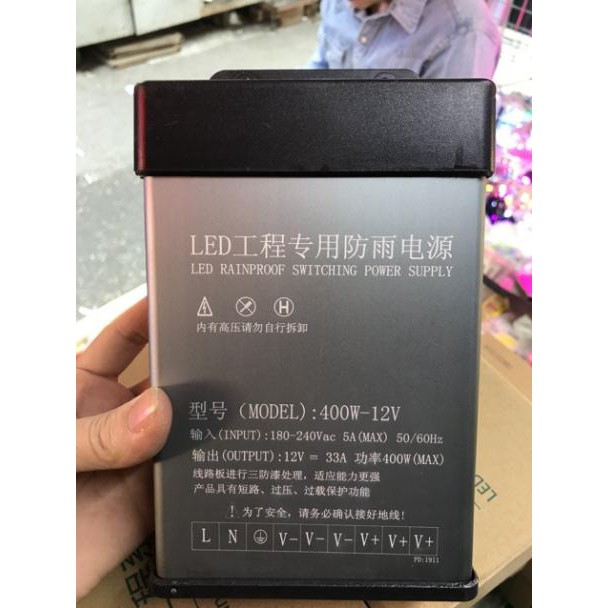 LED工程专用防雨电源
LED RAINPROOF SWITCHING POWER SUPPLY
内有高压请勿自行拆卸
型号 (MODEL):400W-12V
输入(INPUT):180-240Vac 5A(MAX) 50/60Hz
输出(OUTPUT):12V = 33A 功率400W(MAX)
线路板进行三防漆处理，适应能力更强
产品具有短路、过压、过载保护功能
！为了安全，请务必确认接好地线！
L N V- V- V- V+ V+ V+
PD:1911
LED